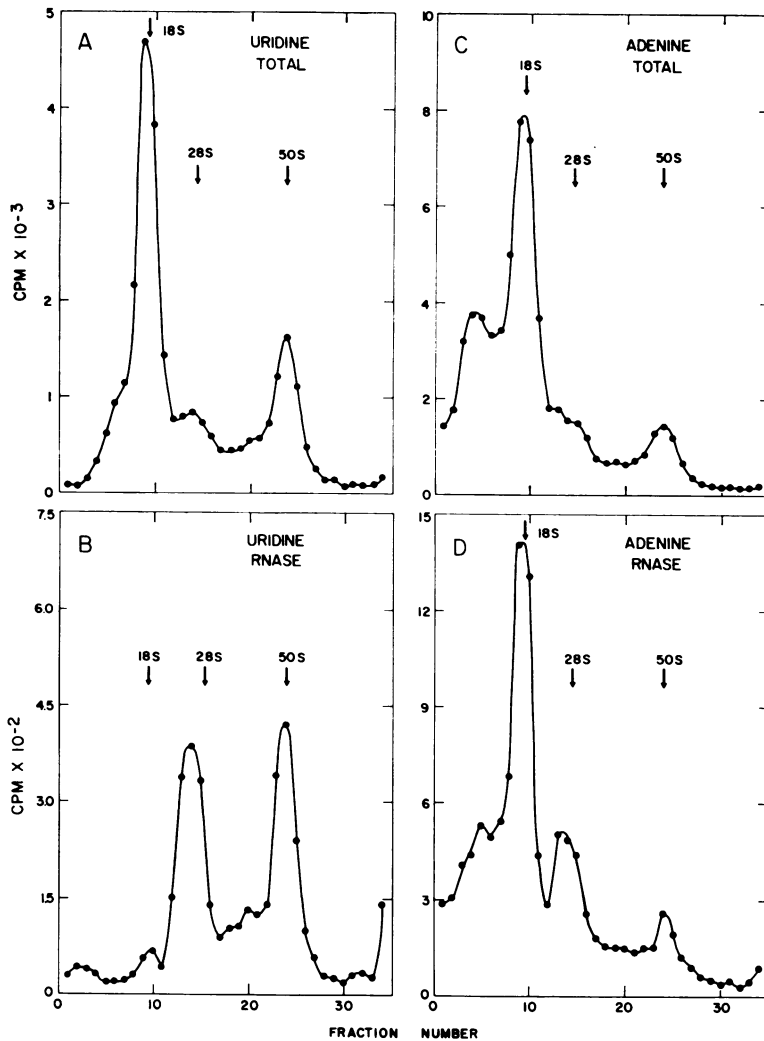 A
URIDINE
TOTAL
18S
28S
50S
5
4
3
2
1
0
CPM X 10-3
C
ADENINE
TOTAL
18S
28S
50S
10
8
6
4
2
0
B
URIDINE
RNASE
18S
28S
50S
7.5
6.0
4.5
3.0
1.5
0
CPM X 10-2
0 10 20 30
D
ADENINE
RNASE
18S
28S
50S
15
12
9
6
3
0
0 10 20 30
FRACTION NUMBER